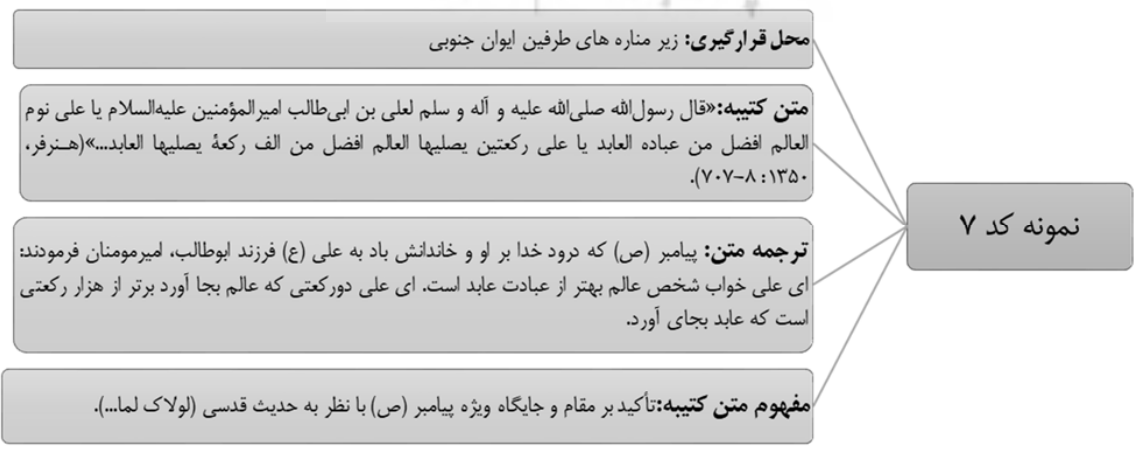 محل قرارگیری: زیر مناره های طرفین ایوان جنوبی
متن کتیبه:«قال رسول‌الله صلی‌الله علیه و آله و سلم لعلی بن ابی‌طالب امیرالمؤمنین علیه‌السلام یا علی نوم
العالم افضل من عباده العابد یا علی رکعتین یصلیها العالم افضل من الف رکعهٔ یصلیها العابد...»(هنرفر،
۱۳۵۰: ۸-۷۰۷).
نمونه کد ۷
ترجمه متن: پیامبر (ص) که درود خدا بر او و خاندانش باد به علی (ع) فرزند ابوطالب، امیرمومنان فرمودند:
ای علی خواب شخص عالم بهتر از عبادت عابد است. ای علی دورکعتی که عالم بجا آورد برتر از هزار رکعتی
است که عابد بجای آورد.
مفهوم متن کتیبه:تأکید بر مقام و جایگاه ویژه پیامبر (ص) با نظر به حدیث قدسی (لولاک لما...).